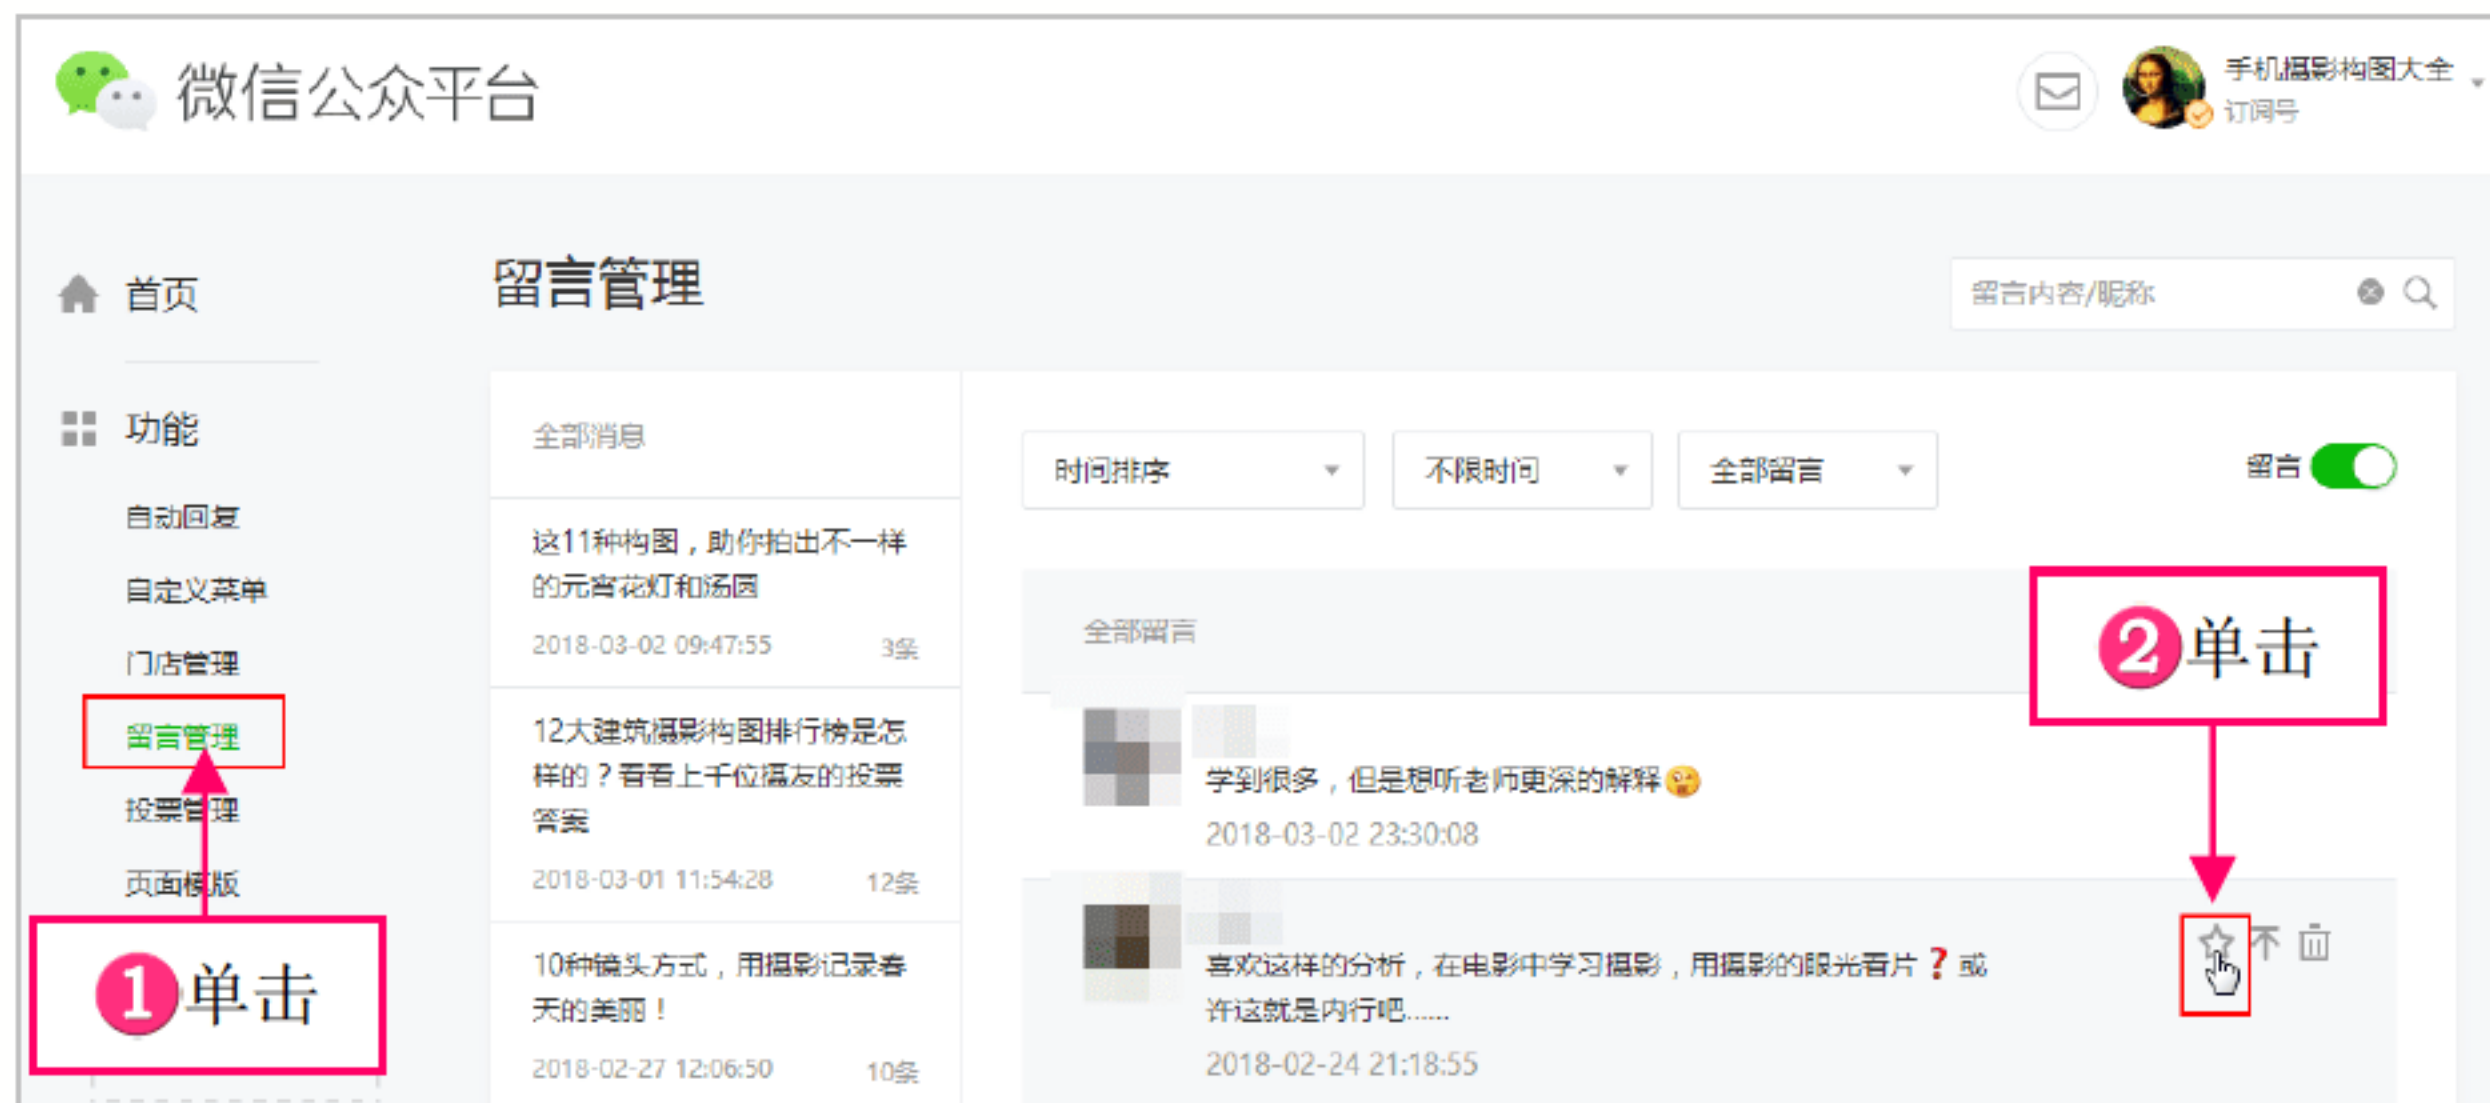 微信公众平台
手机摄影构图大全
订阅号
首页
功能
自动回复
自定义菜单
门店管理
留言管理
投票管理
页面模版
1单击
留言管理
留言内容/昵称
全部消息
这11种构图，助你拍出不一样
的元宵花灯和汤圆
2018-03-02 09:47:55
3条
12大建筑摄影构图排行榜是怎
样的？看看上千位摄友的投票
答案
2018-03-01 11:54:28
12条
10种镜头方式，用摄影记录春
天的美丽！
2018-02-27 12:06:50
10条
时间排序
不限时间
全部留言
留言
全部留言
2单击
学到很多，但是想听老师更深的解释
2018-03-02 23:30:08
喜欢这样的分析，在电影中学习摄影，用摄影的眼光看片❓或
许这就是内行吧......
2018-02-24 21:18:55